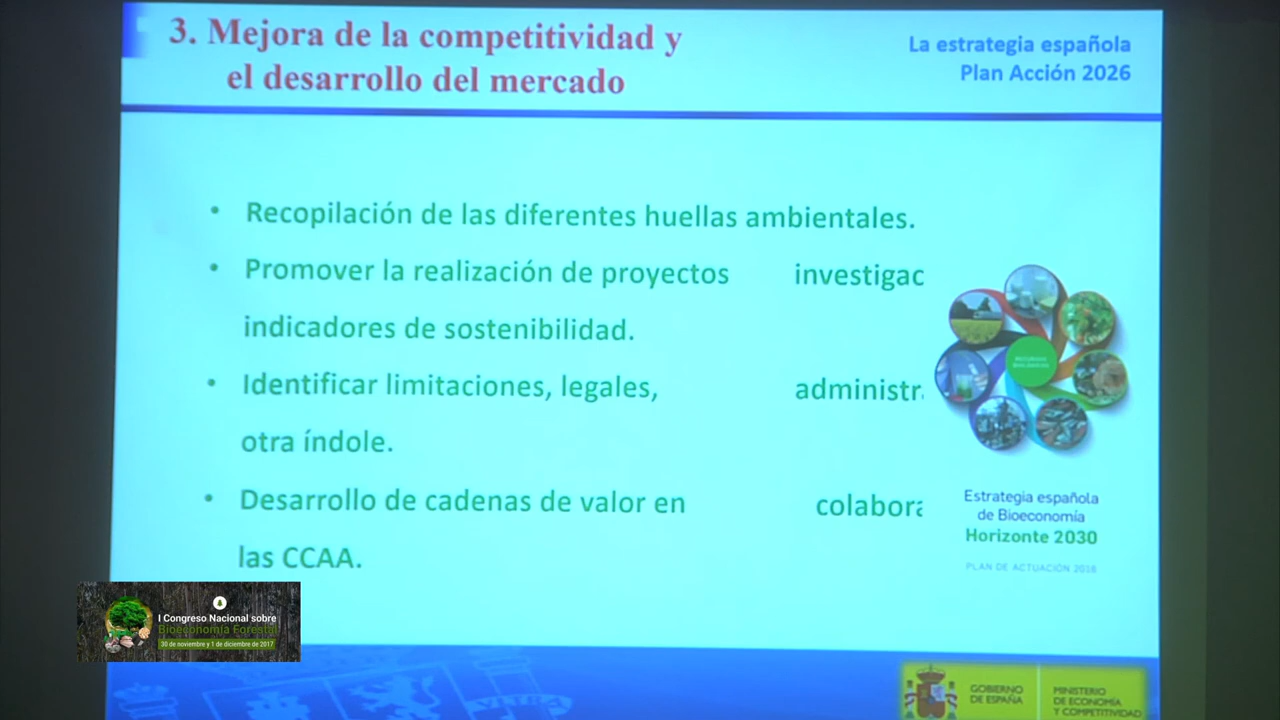 3. Mejora de la competitividad y
el desarrollo del mercado
La estrategia española
Plan Acción 2026
• Recopilación de las diferentes huellas ambientales.
• Promover la realización de proyectos investigac
indicadores de sostenibilidad.
• Identificar limitaciones, legales, administr
otra índole.
• Desarrollo de cadenas de valor en colabora
las CCAA.
RECURSOS
BIOLÓGICOS
Estrategia española
de Bioeconomía
Horizonte 2030
PLAN DE ACTUACIÓN 2016
I Congreso Nacional sobre
Bioeconomía Forestal
30 de noviembre y 1 de diciembre de 2017
GOBIERNO
DE ESPAÑA
MINISTERIO
DE ECONOMÍA
Y COMPETITIVIDAD